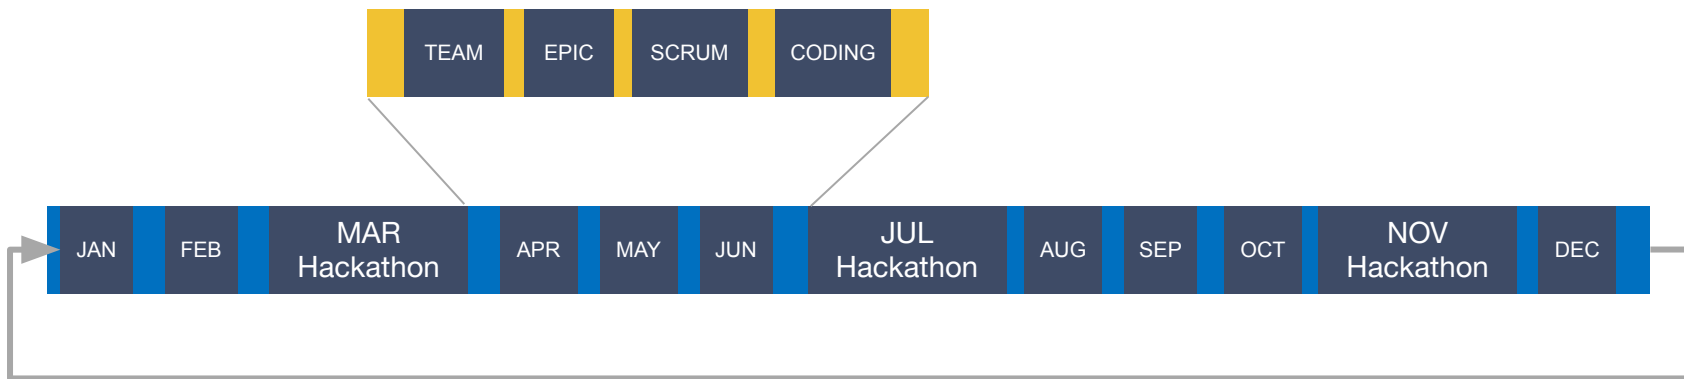 TEAM
EPIC
SCRUM
CODING
JAN
FEB
MAR
Hackathon
APR
MAY
JUN
JUL
Hackathon
AUG
SEP
OCT
NOV
Hackathon
DEC